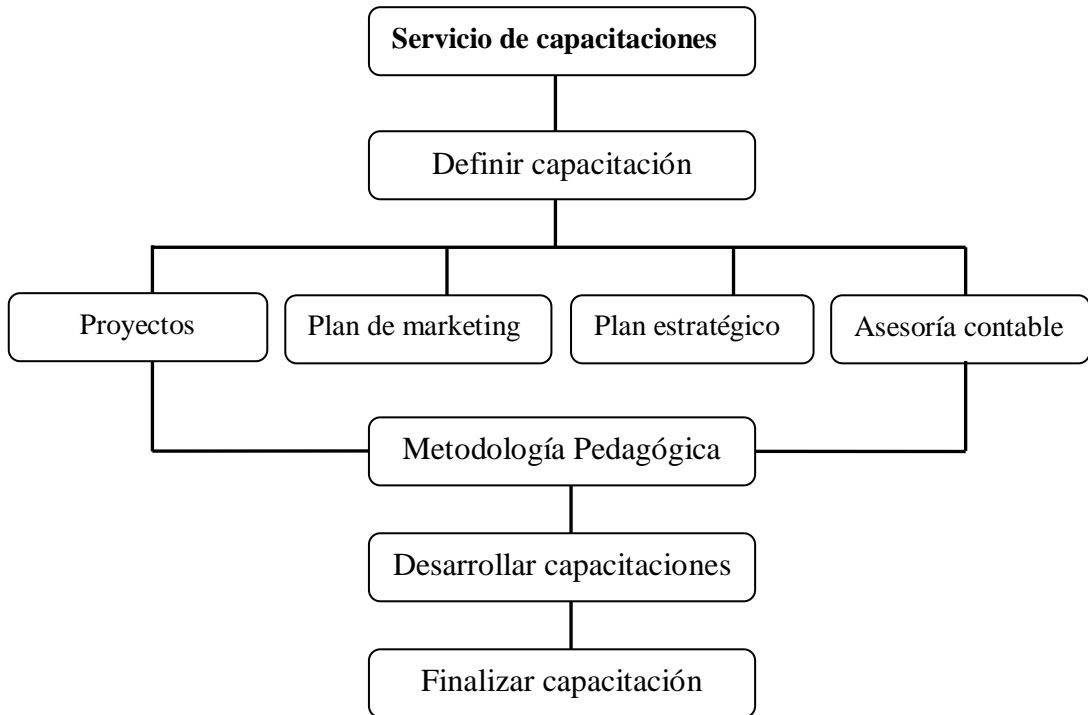 Servicio de capacitaciones
Definir capacitación
Proyectos
Plan de marketing
Plan estratégico
Asesoría contable
Metodología Pedagógica
Desarrollar capacitaciones
Finalizar capacitación